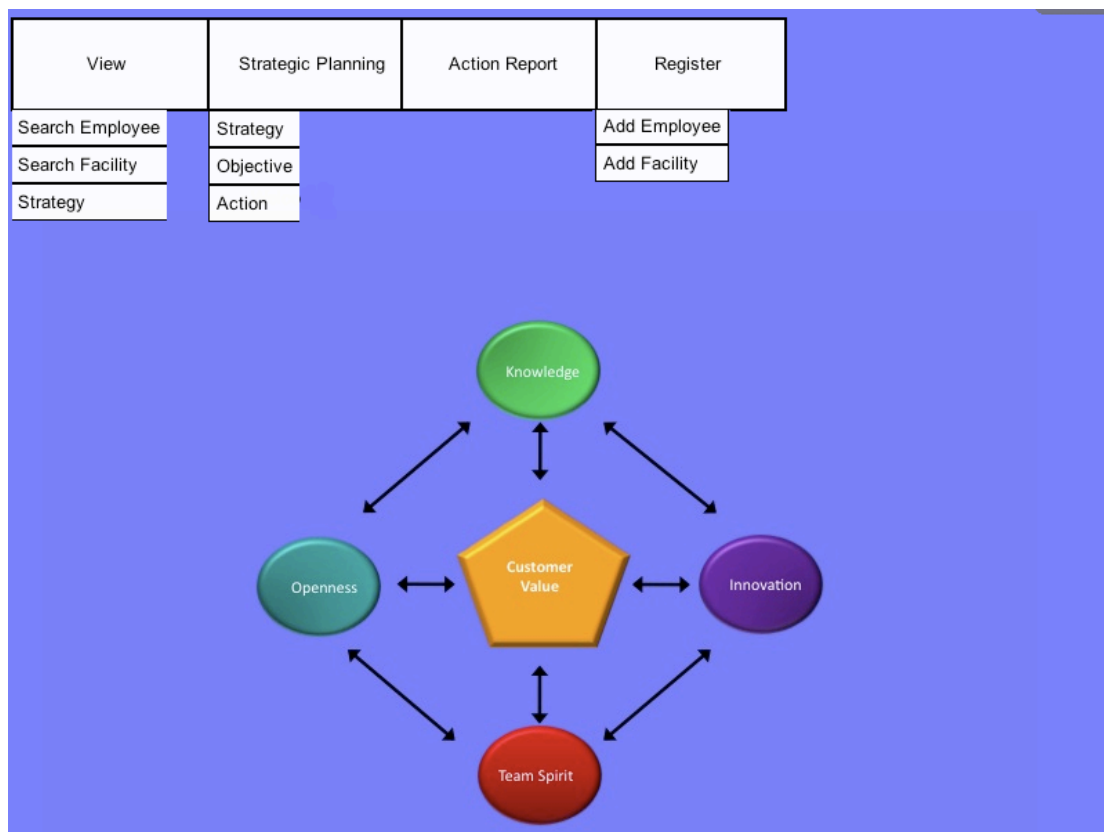 View
Strategic Planning
Action Report
Register
Search Employee
Search Facility
Strategy
Strategy
Objective
Action
Add Employee
Add Facility
Knowledge
Openness
Customer
Value
Innovation
Team Spirit